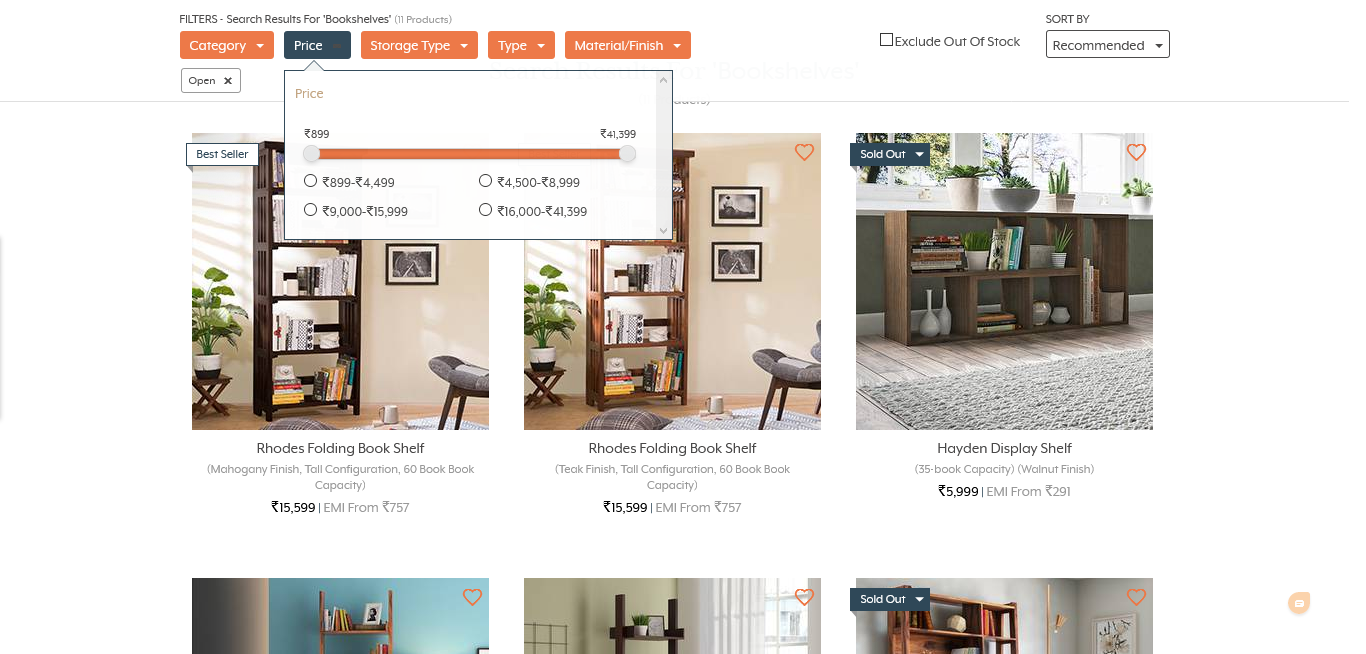 FILTERS - Search Results For 'Bookshelves' (11 Products)
SORT BY
Category
Price
Storage Type
Type
Material/Finish
Exclude Out Of Stock
Recommended
Open ✕
'Bookshelves'
Price
₹899
₹41,399
₹899-₹4,499
₹4,500-₹8,999
₹9,000-₹15,999
₹16,000-₹41,399
Best Seller
Sold Out
Rhodes Folding Book Shelf
(Mahogany Finish, Tall Configuration, 60 Book Book
Capacity)
₹15,599 | EMI From ₹757
Rhodes Folding Book Shelf
(Teak Finish, Tall Configuration, 60 Book Book
Capacity)
₹15,599 | EMI From ₹757
Hayden Display Shelf
(35-book Capacity) (Walnut Finish)
₹5,999 | EMI From ₹291
Sold Out